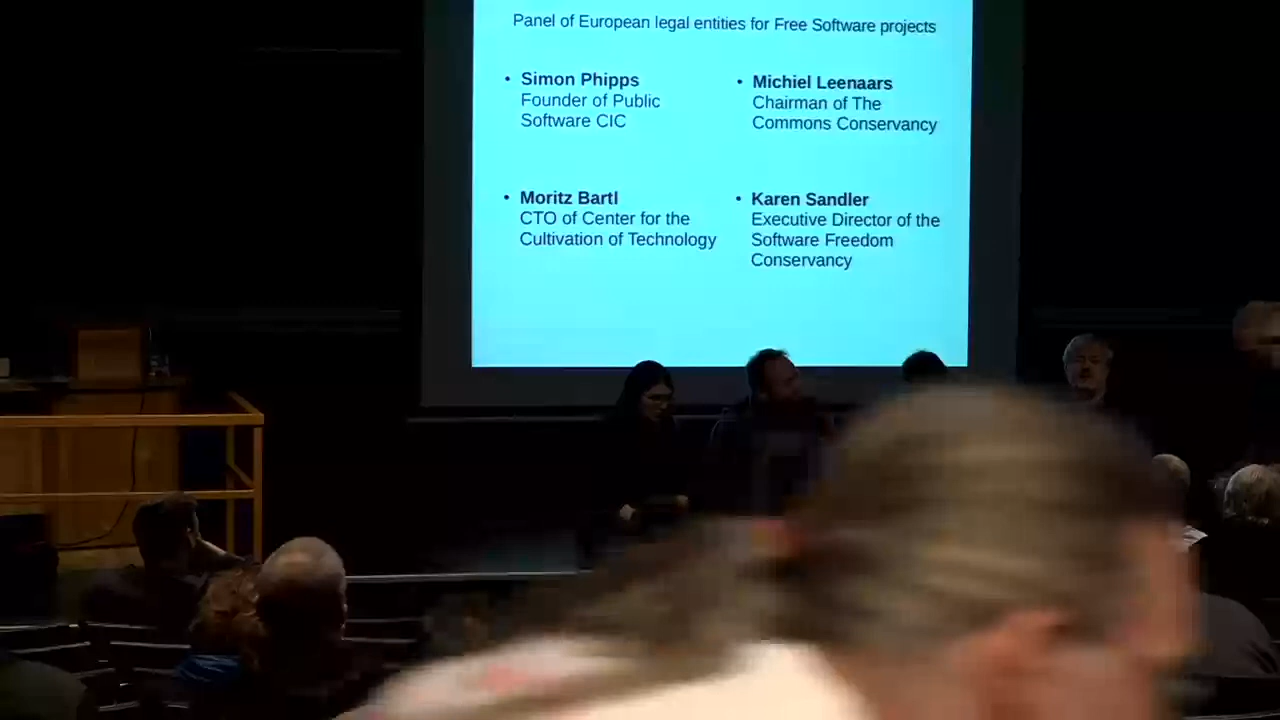 Panel of European legal entities for Free Software projects
• Simon Phipps
Founder of Public
Software CIC
• Michiel Leenaars
Chairman of The
Commons Conservancy
• Moritz Bartl
CTO of Center for the
Cultivation of Technology
• Karen Sandler
Executive Director of the
Software Freedom
Conservancy